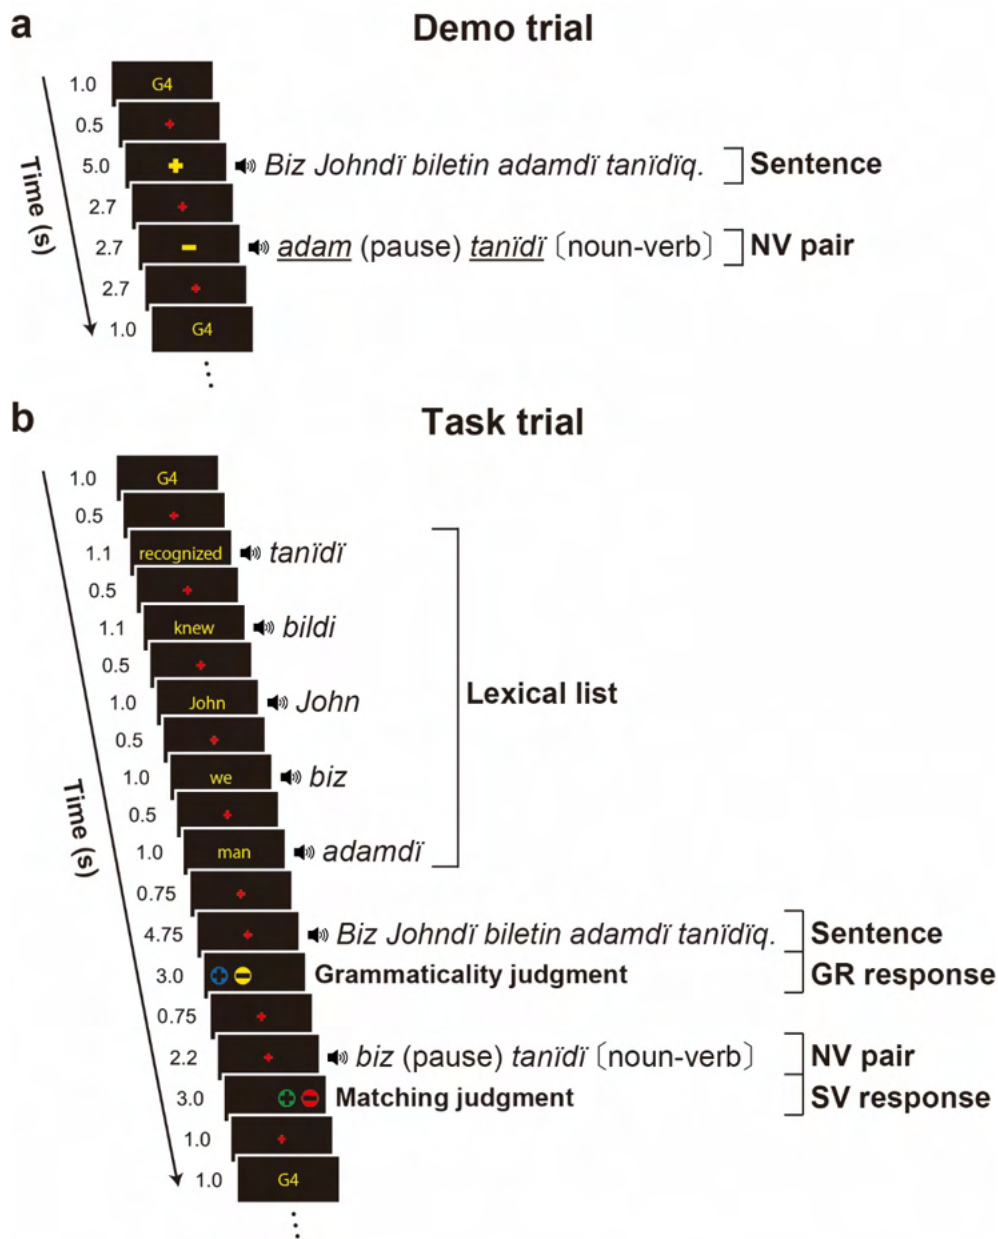 a
Demo trial
1.0 G4
0.5
5.0 Biz Johndï biletin adamdï tanïdïq. Sentence
2.7
2.7 adam (pause) tanïdï〔noun-verb〕 NV pair
2.7
1.0 G4
Time (s)
b
Task trial
1.0 G4
0.5
1.1 recognized tanïdï
0.5
1.1 knew bildi
0.5
1.0 John John
Lexical list
0.5
1.0 we biz
0.5
1.0 man adamdï
0.75
4.75 Biz Johndï biletin adamdï tanïdïq. Sentence
3.0 Grammaticality judgment GR response
0.75
2.2 biz (pause) tanïdï〔noun-verb〕 NV pair
3.0 Matching judgment SV response
1.0
1.0 G4
Time (s)